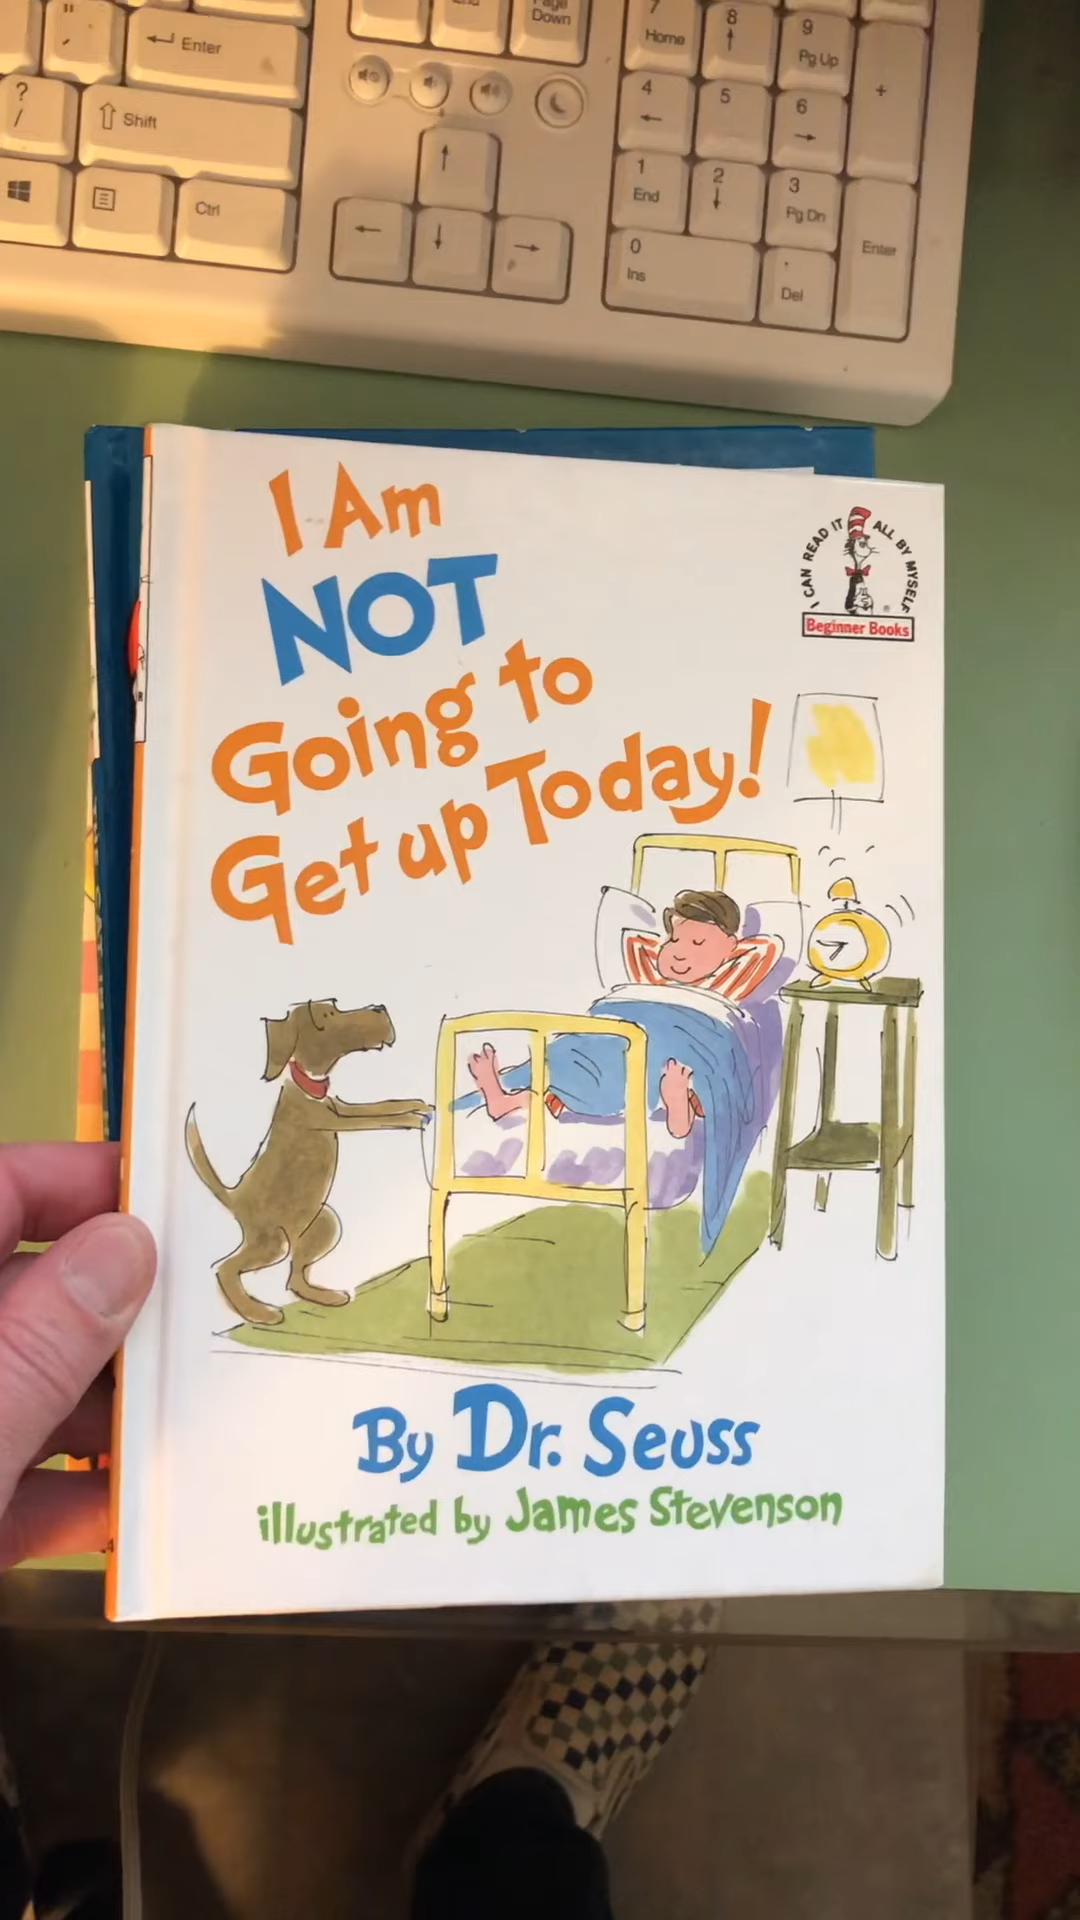 Page
Down
7
Home
8
9
Pg Up
+
"
'
Enter
?
/
Shift
4
5
6
Ctrl
1
End
2
3
Pg Dn
0
Ins
.
Del
Enter
I Am
NOT
Going to
Get up Today!
I CAN READ IT ALL BY MYSELF
®
Beginner Books
By Dr. Seuss
illustrated by James Stevenson